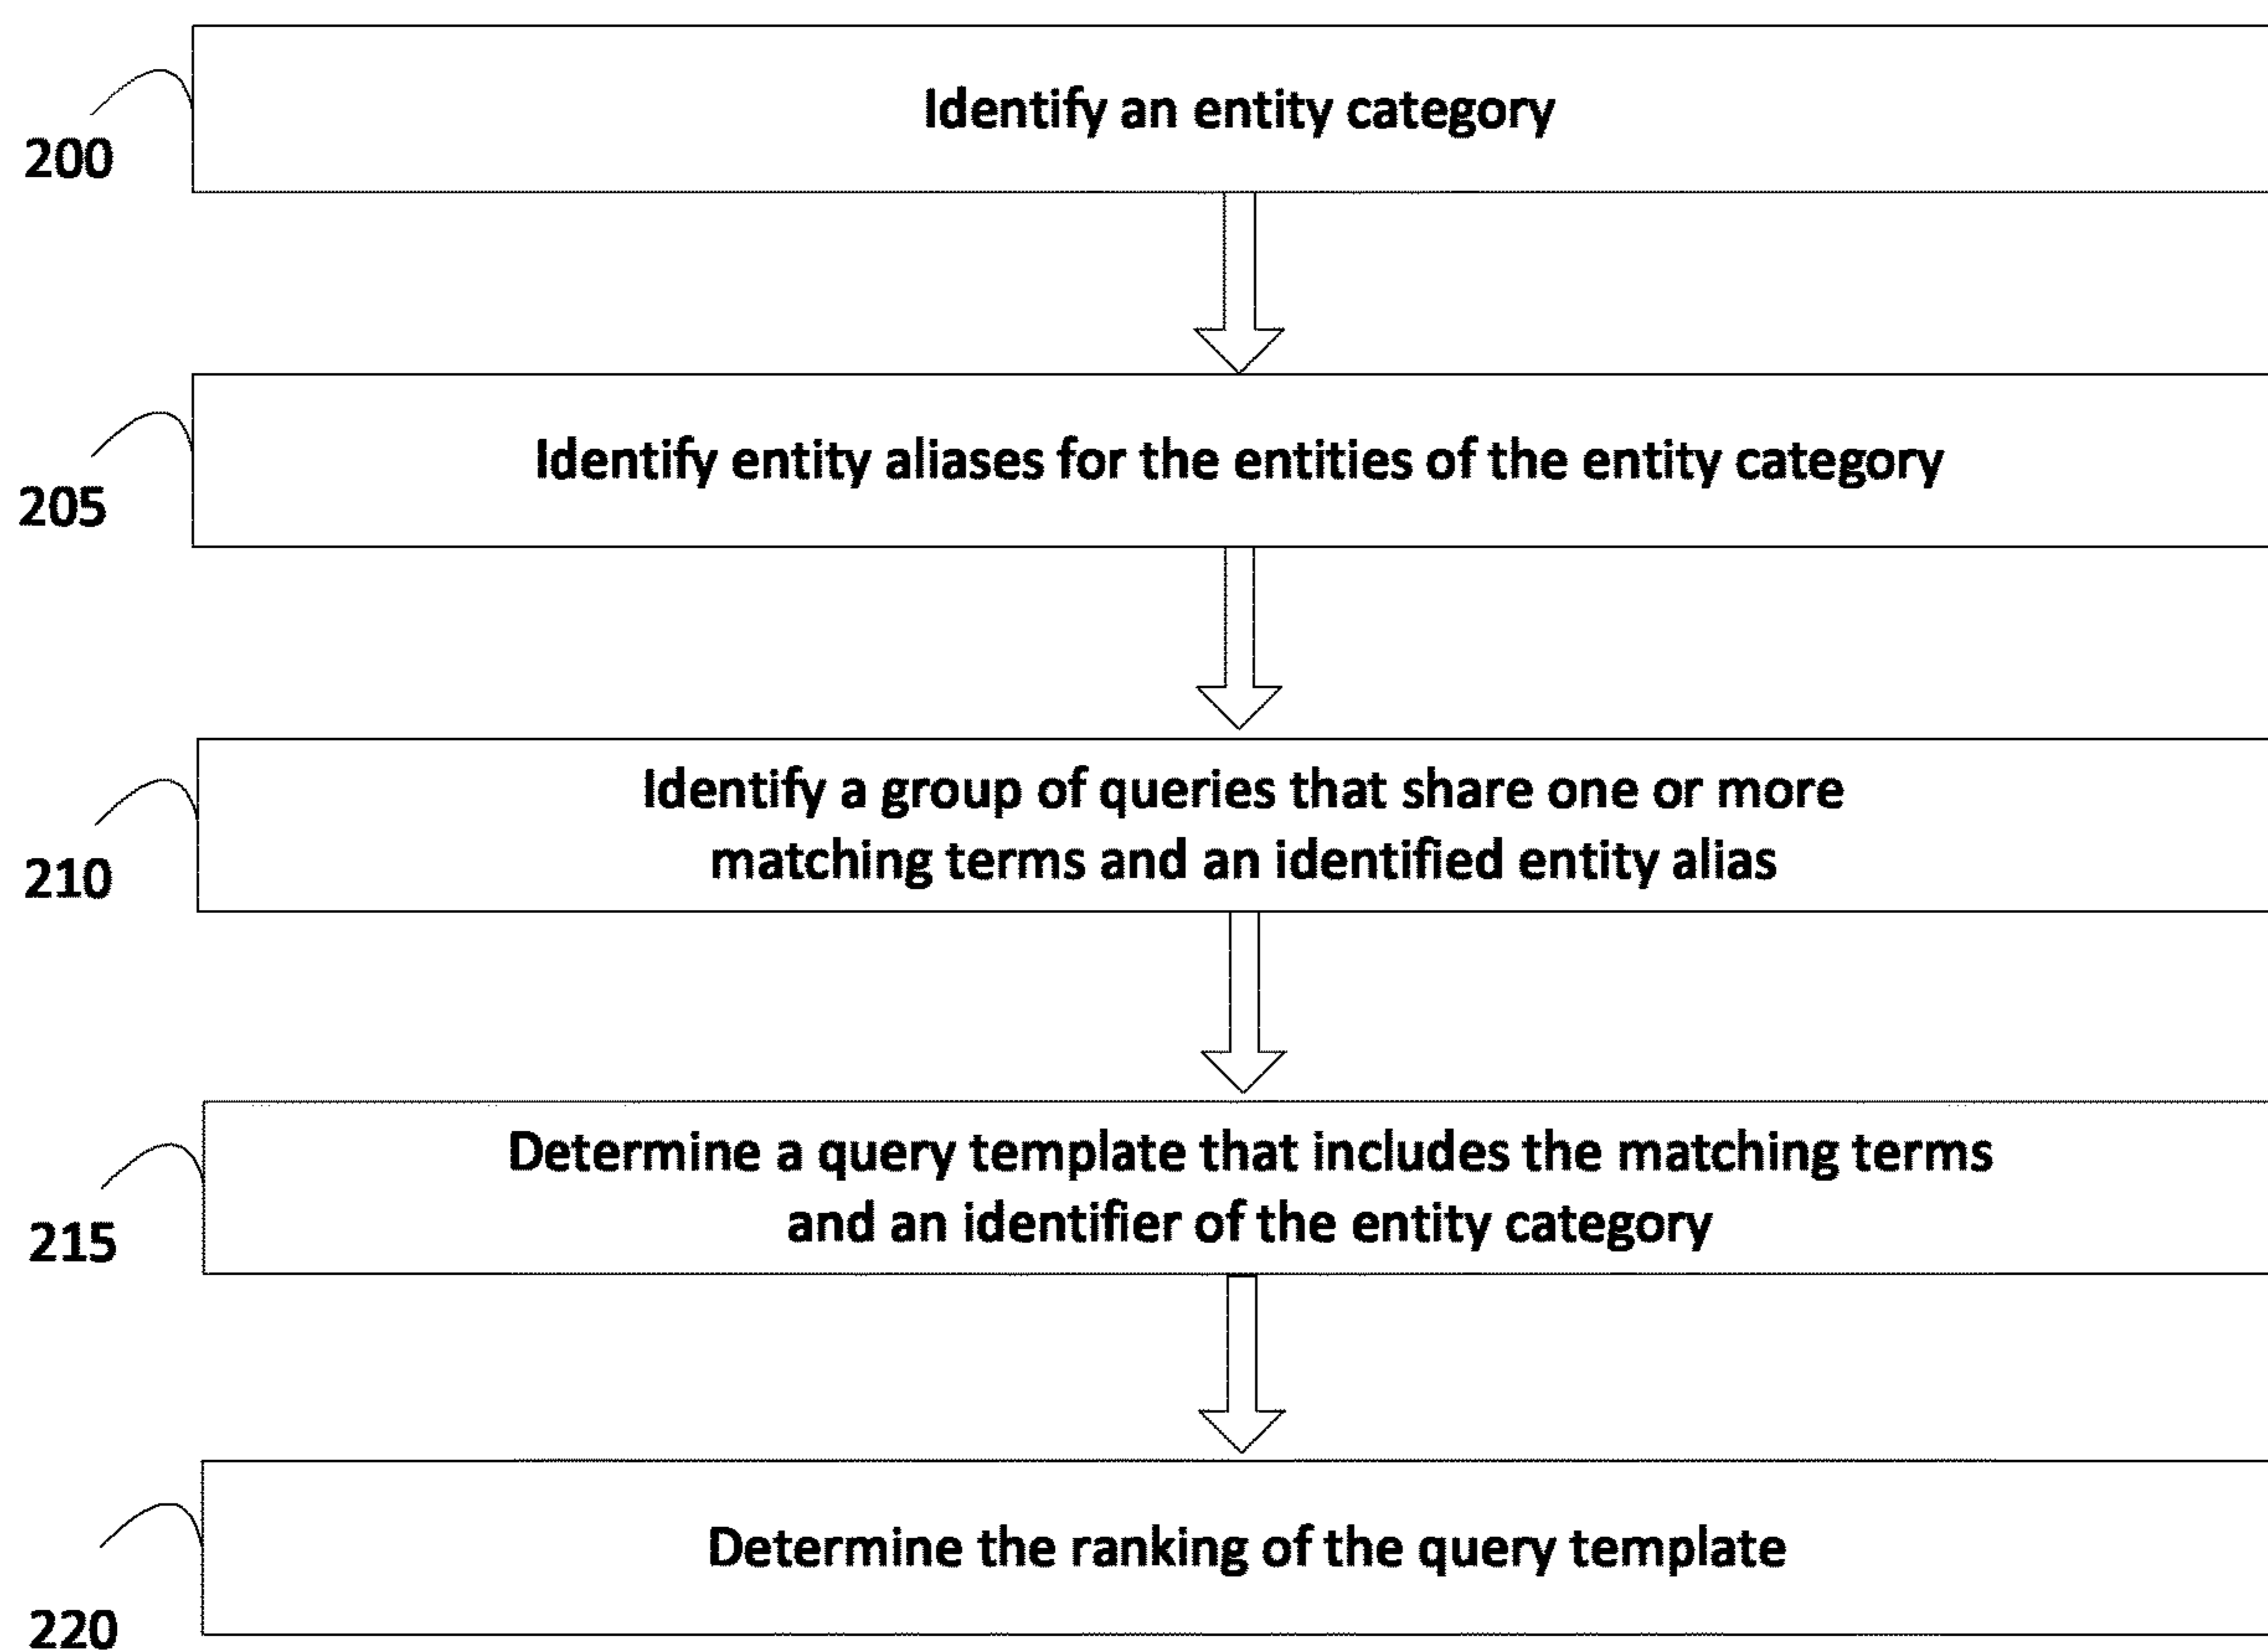 Identify an entity category
200
Identify entity aliases for the entities of the entity category
205
Identify a group of queries that share one or more
matching terms and an identified entity alias
210
Determine a query template that includes the matching terms
and an identifier of the entity category
215
Determine the ranking of the query template
220